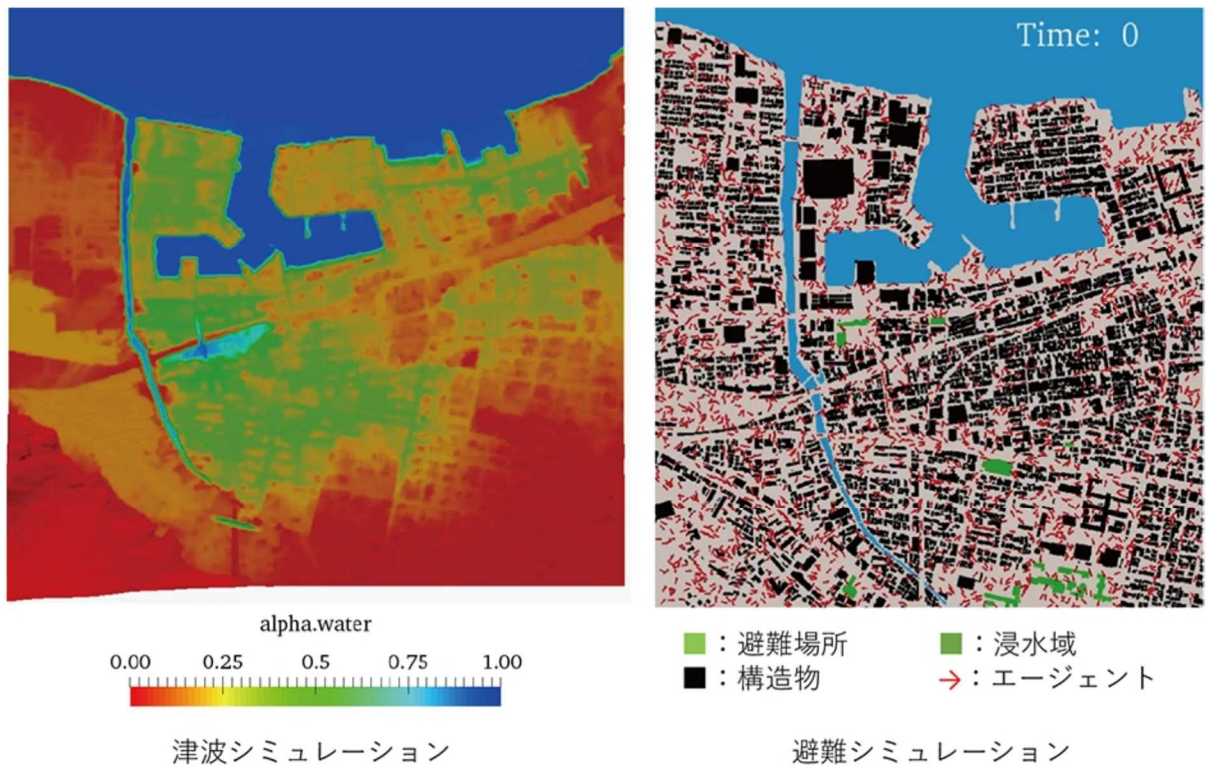 Time: 0
alpha.water
0.00 0.25 0.5 0.75 1.00
津波シミュレーション
：避難場所
：浸水域
：構造物
：エージェント
避難シミュレーション